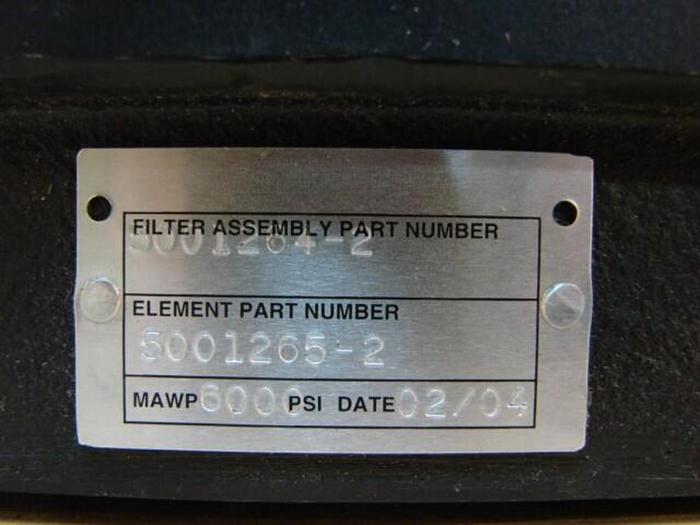 FILTER ASSEMBLY PART NUMBER
5001264-2
ELEMENT PART NUMBER
5001265-2
MAWP 6000 PSI DATE 02/04